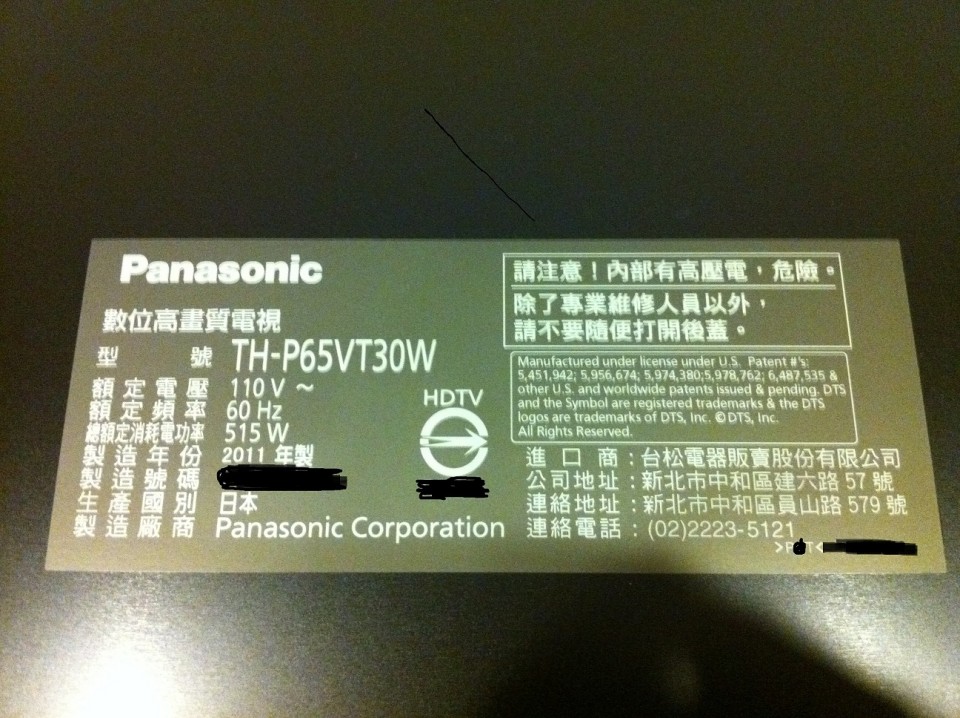 Panasonic
數位高畫質電視
型 號 TH-P65VT30W
額定電壓 110 V ~
額定頻率 60 Hz
總額定消耗電功率 515 W
製造年份 2011 年製
製造號碼
生產國別 日本
製造廠商 Panasonic Corporation
HDTV
請注意！內部有高壓電，危險。
除了專業維修人員以外，
請不要隨便打開後蓋。
Manufactured under license under U.S. Patent #'s:
5,451,942; 5,956,674; 5,974,380;5,978,762; 6,487,535 &
other U.S. and worldwide patents issued & pending. DTS
and the Symbol are registered trademarks & the DTS
logos are trademarks of DTS, Inc. © DTS, Inc.
All Rights Reserved.
進口商：台松電器販賣股份有限公司
公司地址：新北市中和區建六路 57 號
連絡地址：新北市中和區員山路 579 號
連絡電話：(02)2223-5121